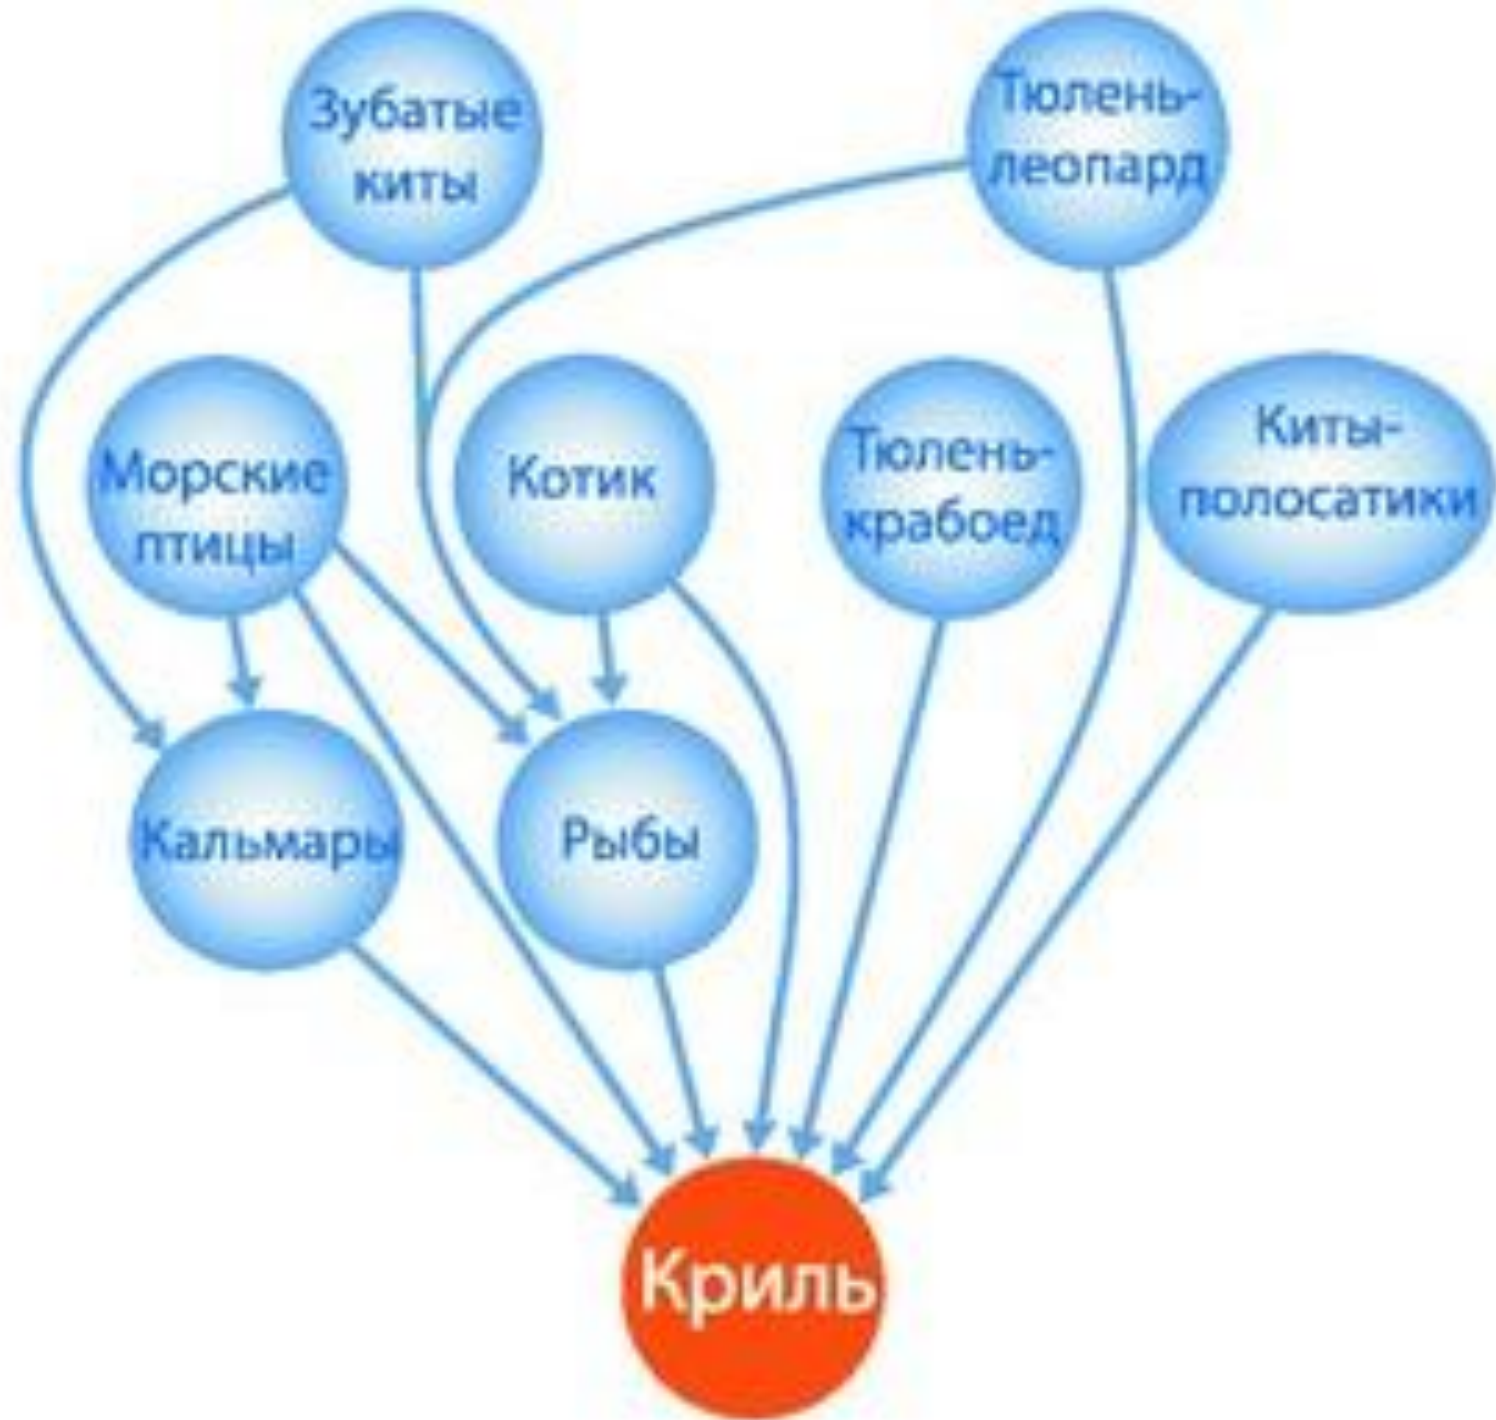 Зубатые
киты
Тюлень-
леопард
Морские
птицы
Котик
Тюлень-
крабоед
Киты-
полосатики
Кальмары
Рыбы
Криль